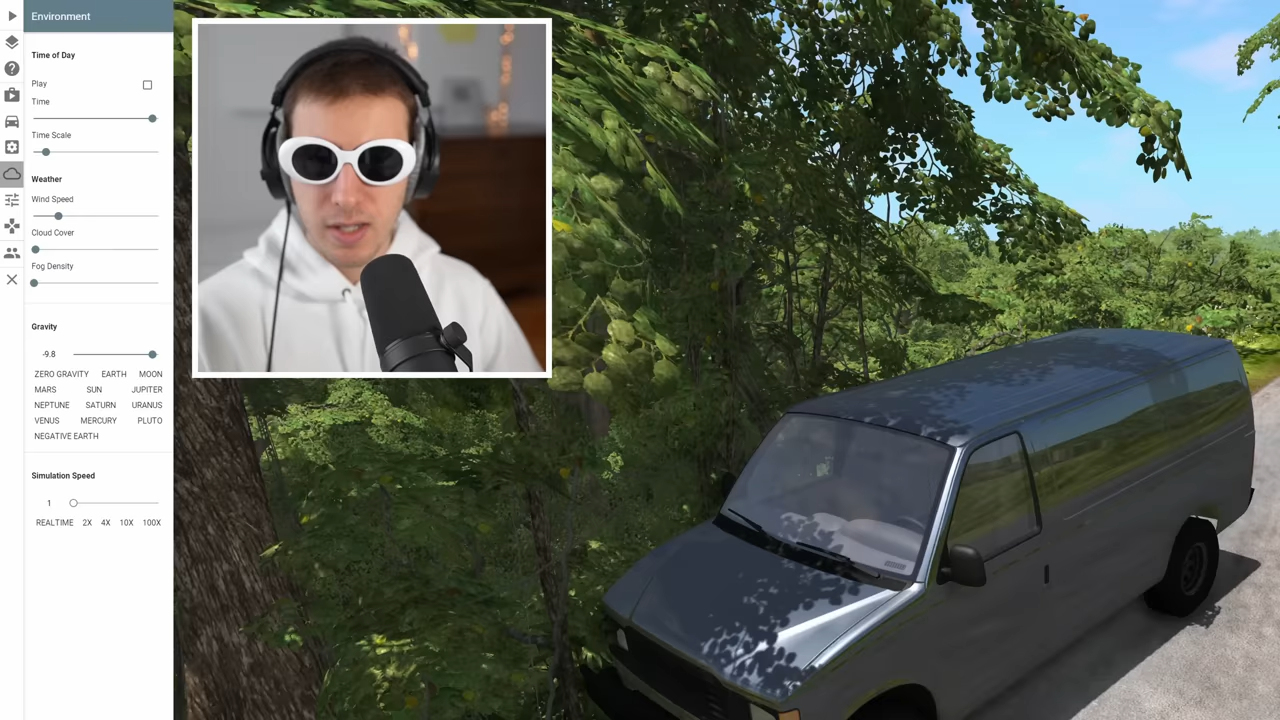 Environment
Time of Day
Play
Time
Time Scale
Weather
Wind Speed
Cloud Cover
Fog Density
Gravity
-9.8
ZERO GRAVITY EARTH MOON
MARS SUN JUPITER
NEPTUNE SATURN URANUS
VENUS MERCURY PLUTO
NEGATIVE EARTH
Simulation Speed
1
REALTIME 2X 4X 10X 100X